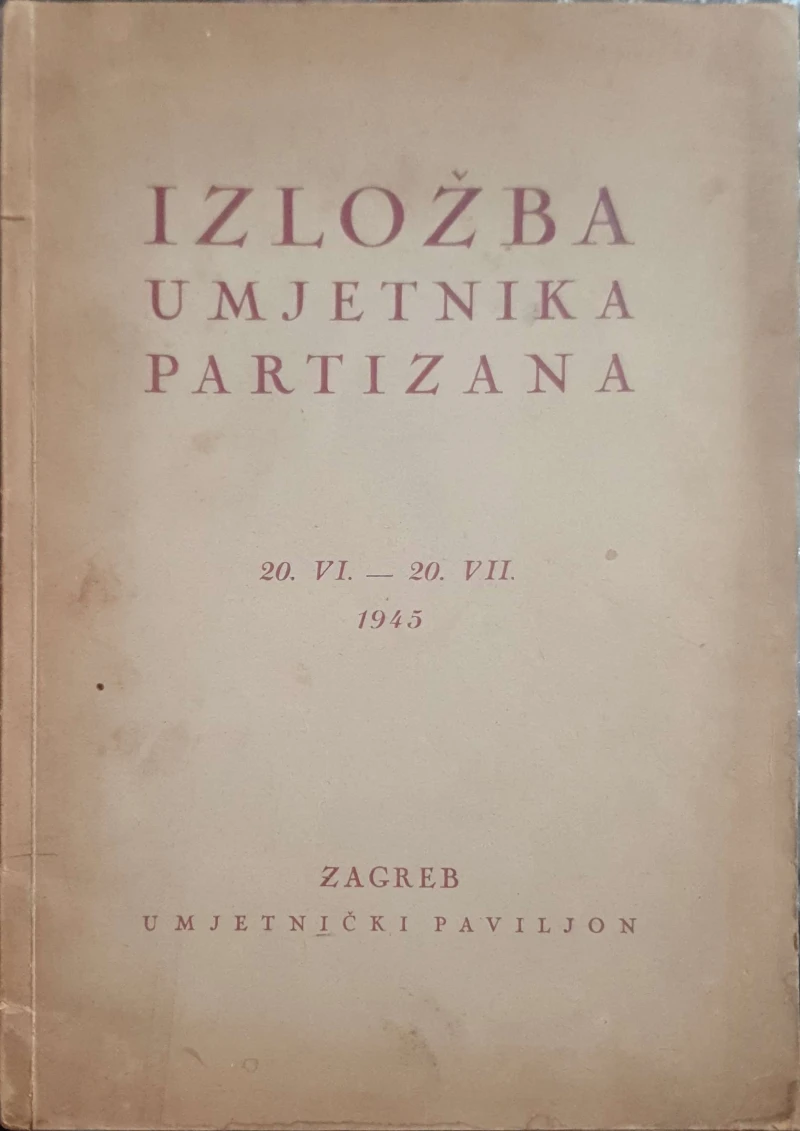 IZLOŽBA
UMJETNIKA
PARTIZANA
20. VI. — 20. VII.
1945
ZAGREB
UMJETNIČKI PAVILJON